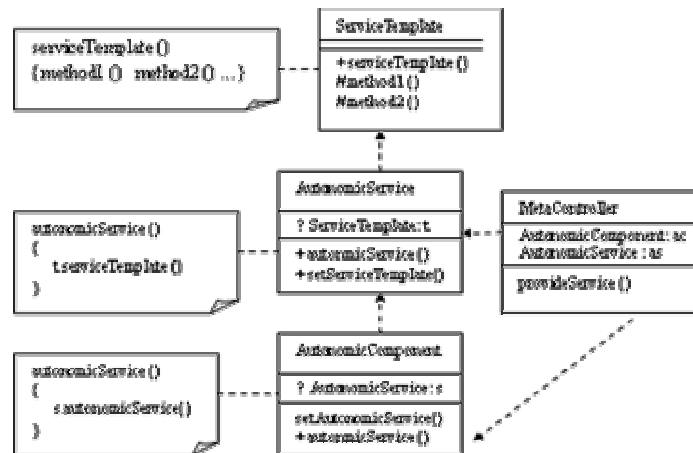 serviceTemplate()
{method1() method2() ...}
ServiceTemplate
+serviceTemplate()
#method1()
#method2()
autonomicService()
{
t.serviceTemplate()
}
AutonomicService
? ServiceTemplate: t
+autonomicService()
+setServiceTemplate()
MetaController
AutonomicComponent: ac
AutonomicService : as
provideService()
autonomicService()
{
s.autonomicService()
}
AutonomicComponent
? AutonomicService: s
setAutonomicService()
+autonomicService()